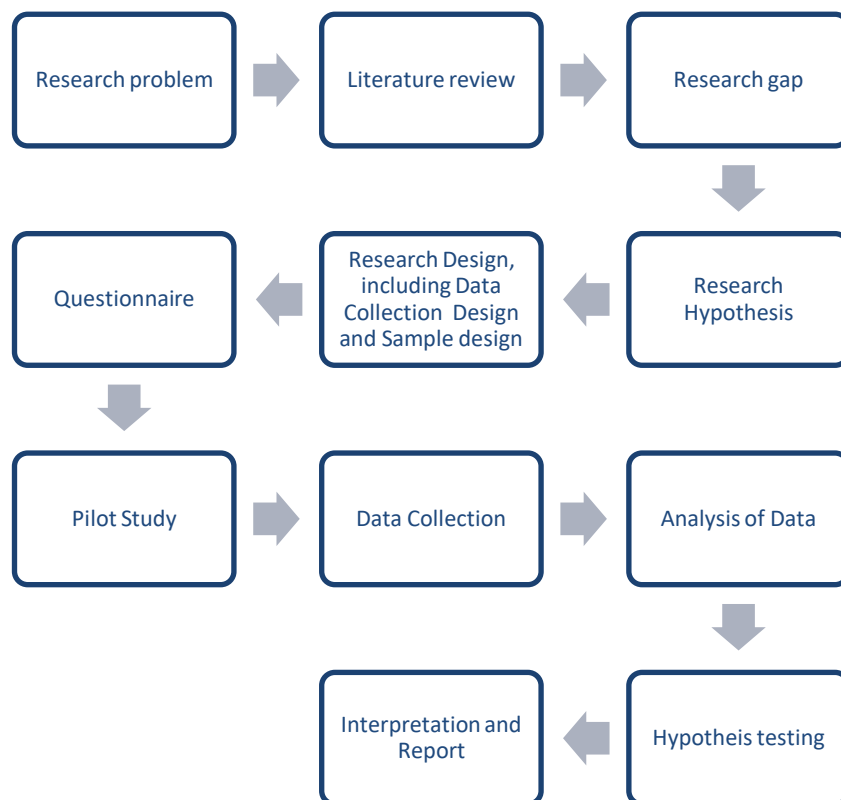 Research problem
Literature review
Research gap
Research
Hypothesis
Research Design,
including Data
Collection Design
and Sample design
Questionnaire
Pilot Study
Data Collection
Analysis of Data
Hypotheis testing
Interpretation and
Report